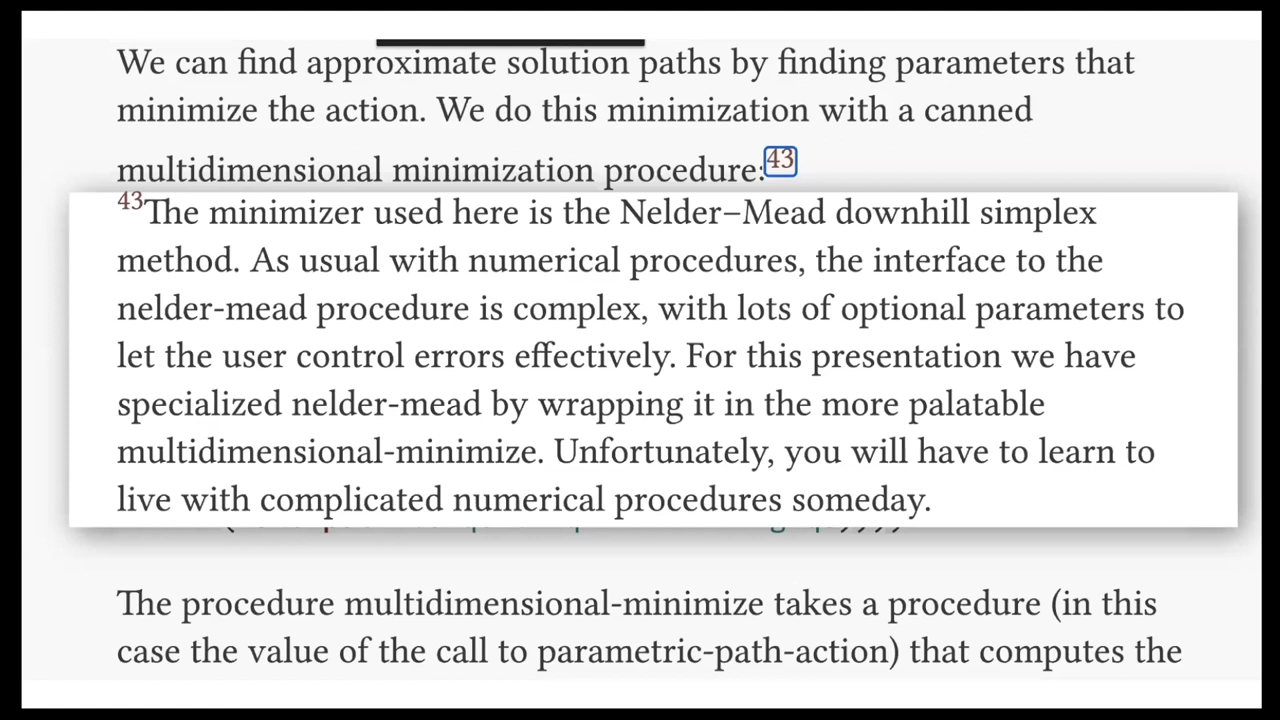 We can find approximate solution paths by finding parameters that
minimize the action. We do this minimization with a canned
multidimensional minimization procedure:43
43The minimizer used here is the Nelder–Mead downhill simplex
method. As usual with numerical procedures, the interface to the
nelder-mead procedure is complex, with lots of optional parameters to
let the user control errors effectively. For this presentation we have
specialized nelder-mead by wrapping it in the more palatable
multidimensional-minimize. Unfortunately, you will have to learn to
live with complicated numerical procedures someday.
The procedure multidimensional-minimize takes a procedure (in this
case the value of the call to parametric-path-action) that computes the